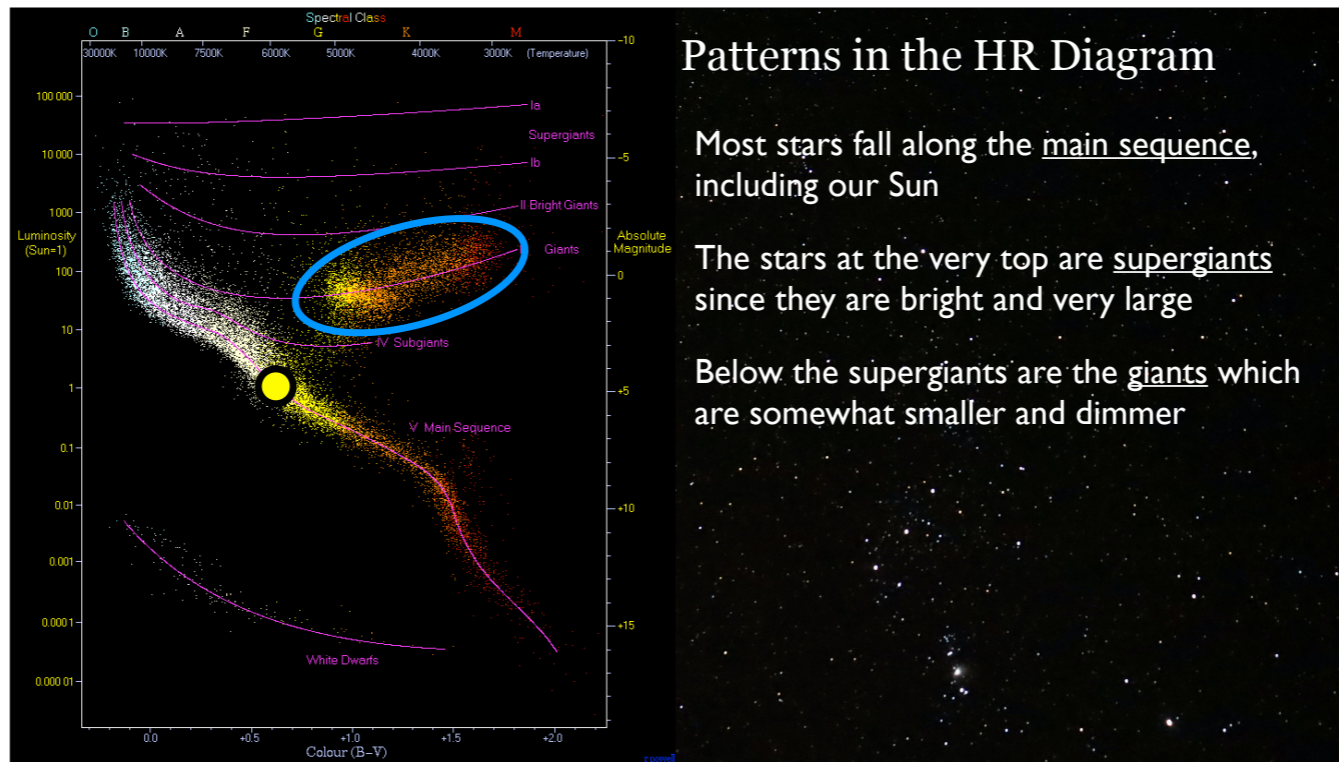 Spectral Class
O B A F G K M
30000K 10000K 7500K 6000K 5000K 4000K 3000K (Temperature)
-10
100 000
Ia
Supergiants
10 000
-5
Ib
1000
II Bright Giants
Luminosity
(Sun=1)
Absolute
Magnitude
Giants
100
0
10
IV Subgiants
1
+5
V Main Sequence
0.1
0.01
+10
0.001
0.0001
+15
White Dwarfs
0.000 01
0.0 +0.5 +1.0 +1.5 +2.0
Colour (B-V)
Patterns in the HR Diagram
Most stars fall along the main sequence,
including our Sun
The stars at the very top are supergiants
since they are bright and very large
Below the supergiants are the giants which
are somewhat smaller and dimmer